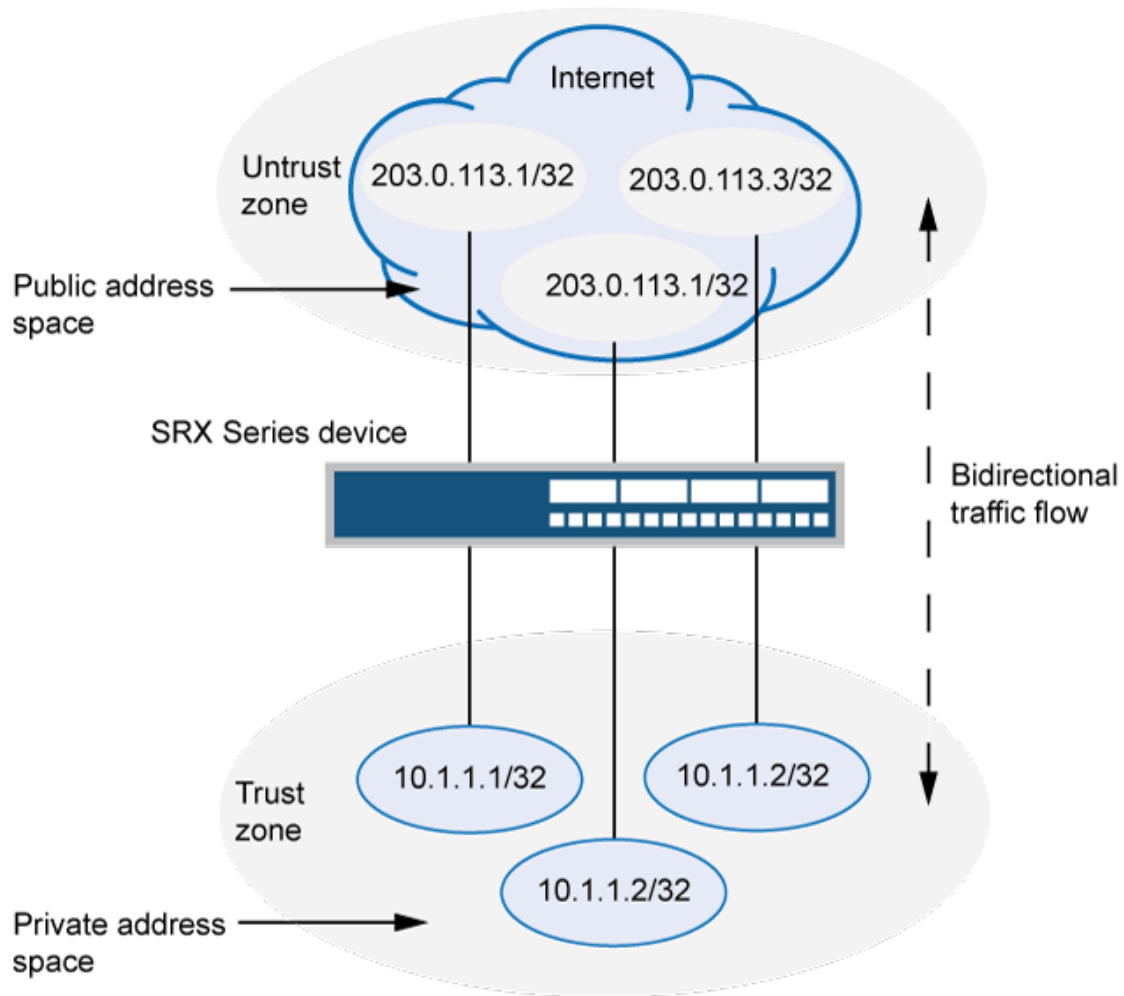 Internet
Untrust
zone
203.0.113.1/32
203.0.113.3/32
203.0.113.1/32
Public address
space
SRX Series device
Bidirectional
traffic flow
10.1.1.1/32
10.1.1.2/32
Trust
zone
10.1.1.2/32
Private address
space